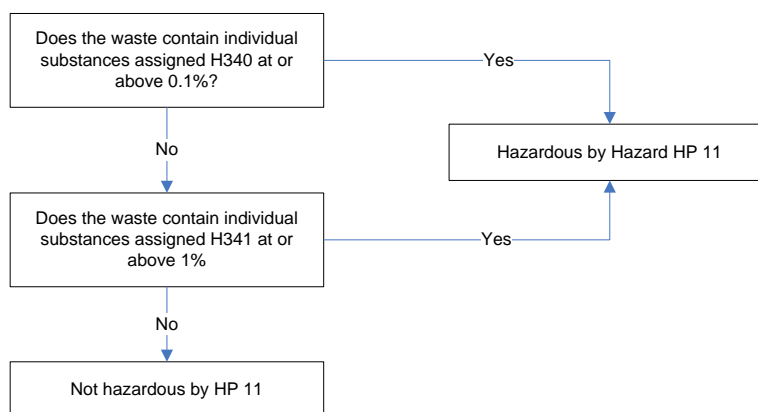 Does the waste contain individual
substances assigned H340 at or
above 0.1%?
Yes
Hazardous by Hazard HP 11
No
Does the waste contain individual
substances assigned H341 at or
above 1%
Yes
No
Not hazardous by HP 11